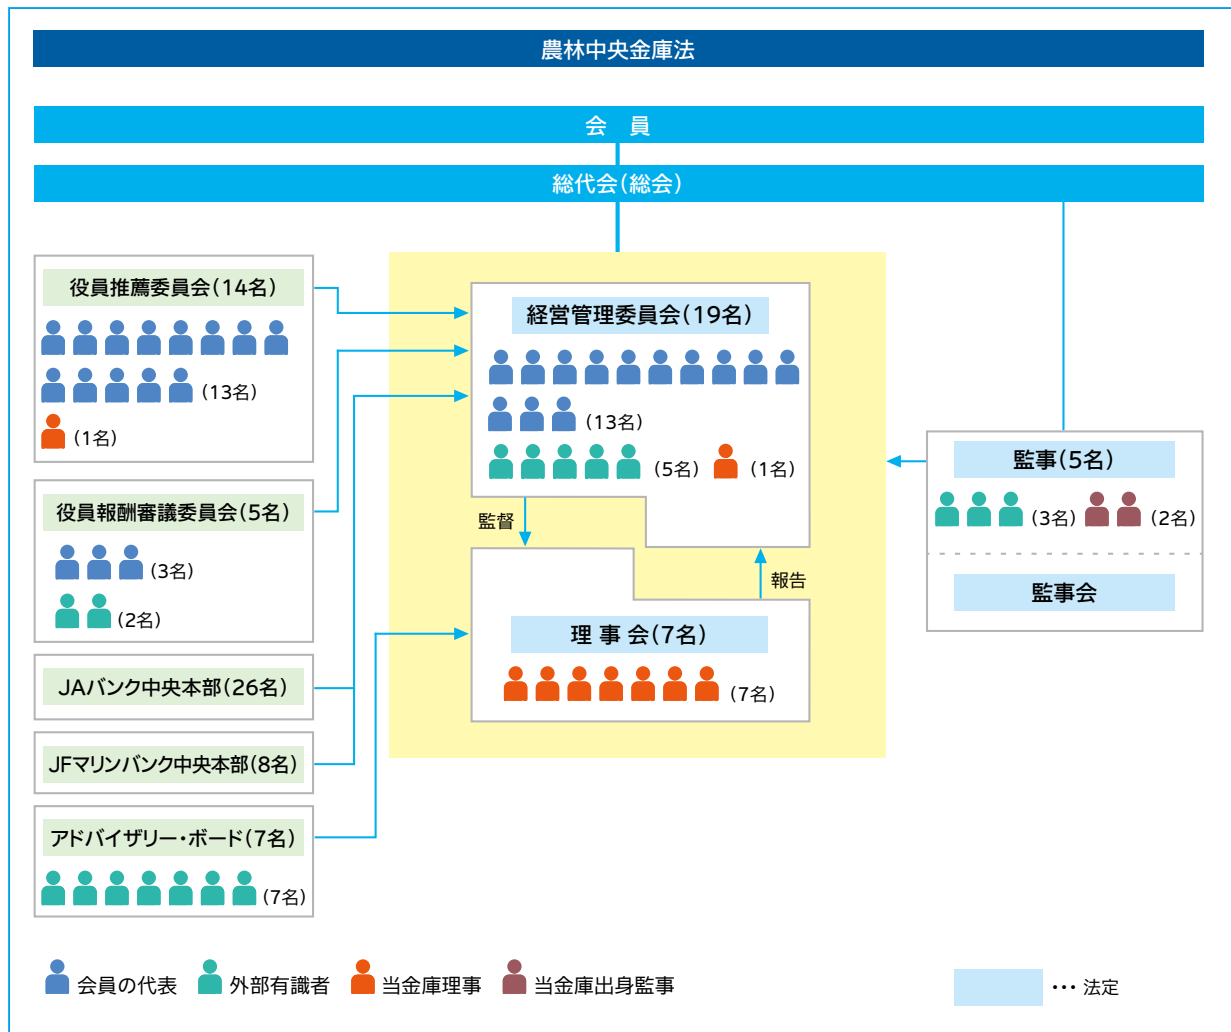 農林中央金庫法
会　員
総代会（総会）
役員推薦委員会（14名）
（13名）
（1名）
役員報酬審議委員会（5名）
（3名）
（2名）
JAバンク中央本部（26名）
JFマリンバンク中央本部（8名）
アドバイザリー・ボード（7名）
（7名）
経営管理委員会（19名）
（13名）
（5名）
（1名）
監督
報告
理 事 会（7名）
（7名）
監事（5名）
（3名）
（2名）
監事会
会員の代表
外部有識者
当金庫理事
当金庫出身監事
･･･ 法定